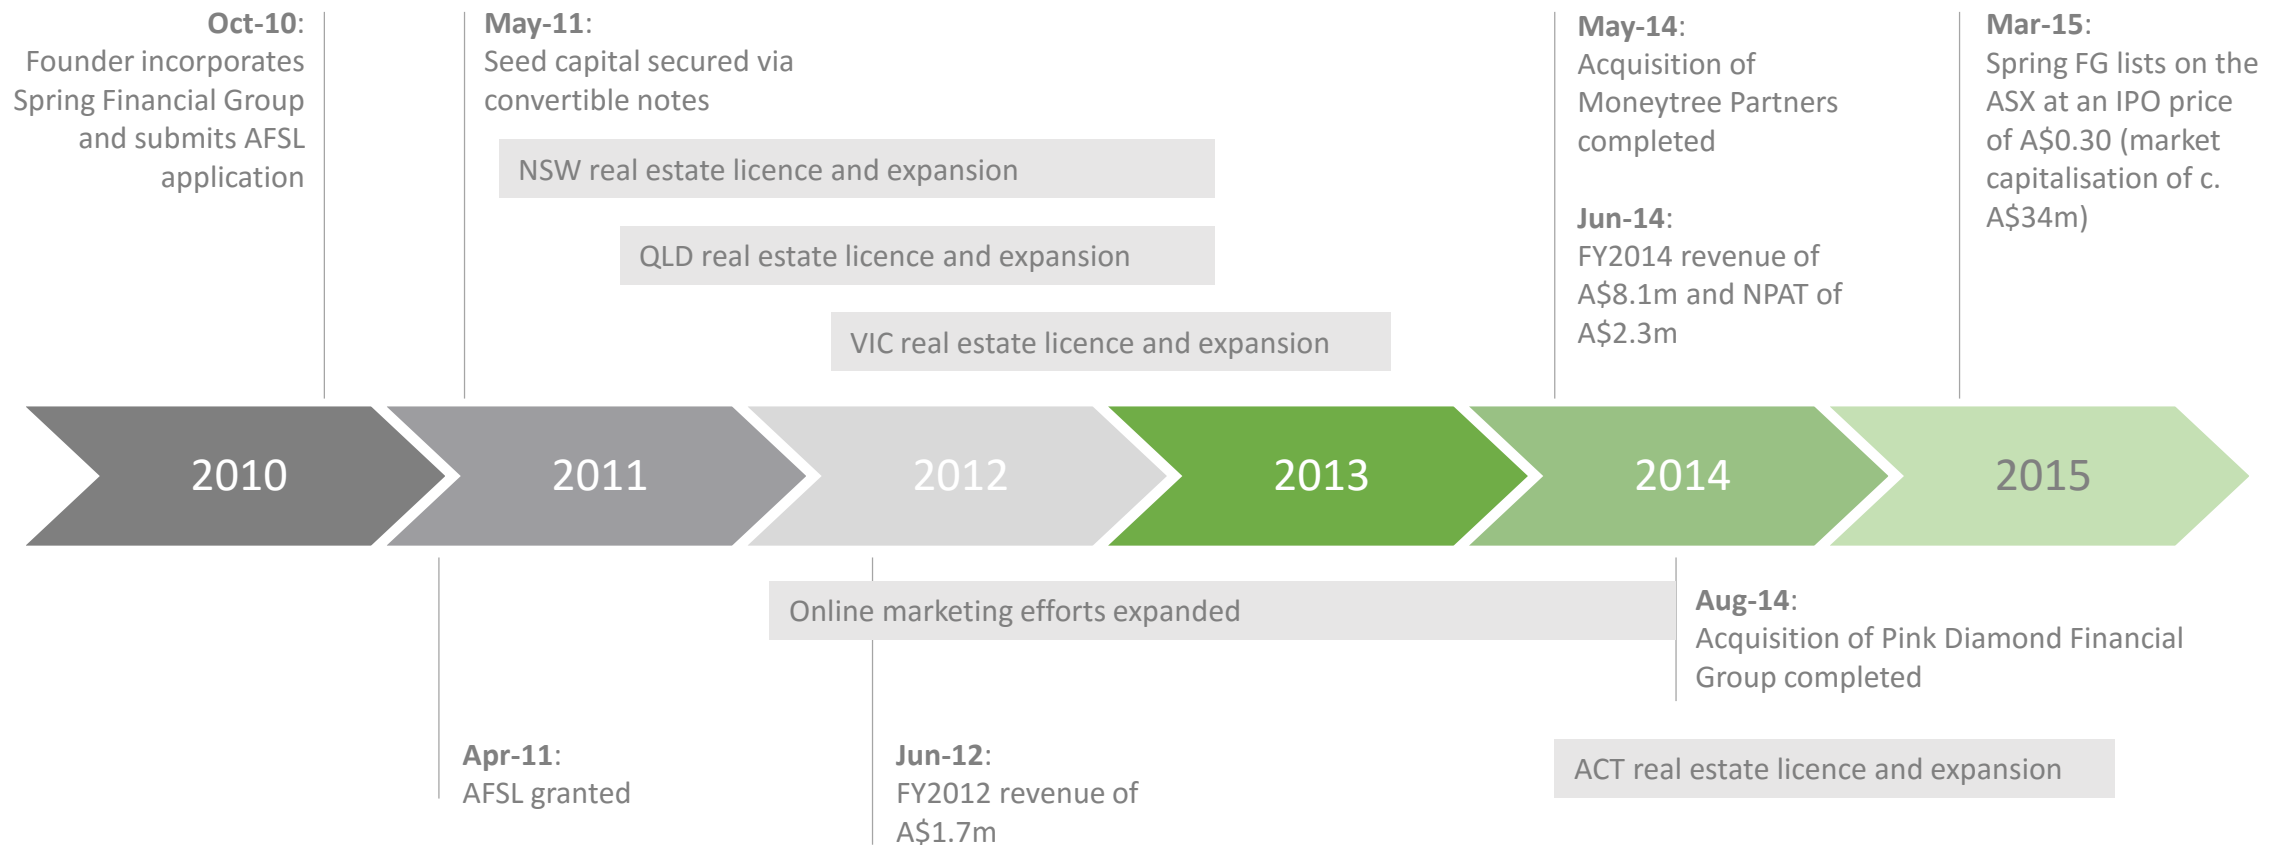 Oct-10:
Founder incorporates
Spring Financial Group
and submits AFSL
application
May-11:
Seed capital secured via
convertible notes
NSW real estate licence and expansion
QLD real estate licence and expansion
VIC real estate licence and expansion
May-14:
Acquisition of
Moneytree Partners
completed
Jun-14:
FY2014 revenue of
A$8.1m and NPAT of
A$2.3m
Mar-15:
Spring FG lists on the
ASX at an IPO price
of A$0.30 (market
capitalisation of c.
A$34m)
2010
2011
2012
2013
2014
2015
Online marketing efforts expanded
Aug-14:
Acquisition of Pink Diamond Financial
Group completed
Apr-11:
AFSL granted
Jun-12:
FY2012 revenue of
A$1.7m
ACT real estate licence and expansion